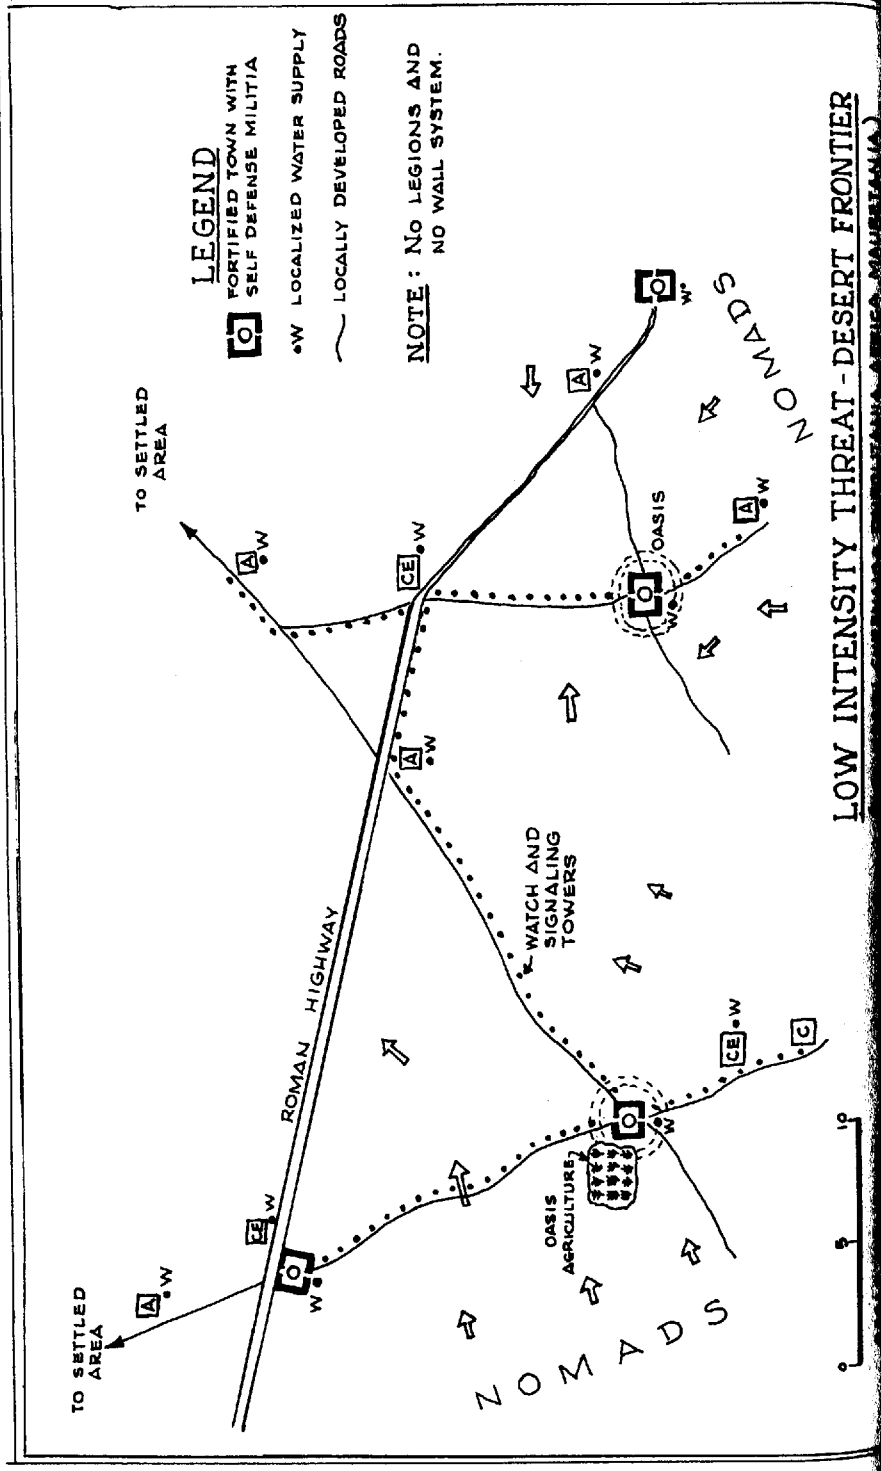 TO SETTLED
AREA
A
W
CE
W
W
ROMAN HIGHWAY
TO SETTLED
AREA
A
W
LEGEND
FORTIFIED TOWN WITH
SELF DEFENSE MILITIA
W LOCALIZED WATER SUPPLY
LOCALLY DEVELOPED ROADS
NOTE: NO LEGIONS AND
NO WALL SYSTEM.
CE
W
A
W
WATCH AND
SIGNALING
TOWERS
OASIS
AGRICULTURE
W
CE
W
C
A
W
W
OASIS
W
A
W
NOMADS
NOMADS
0 5 10
LOW INTENSITY THREAT-DESERT FRONTIER
AFRICA, MAURETANIA)